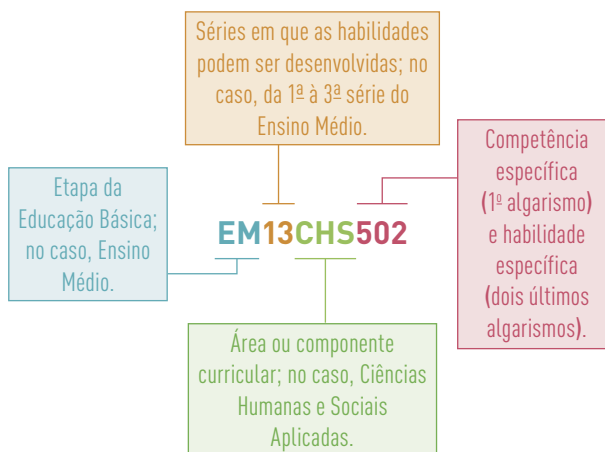 Séries em que as habilidades
podem ser desenvolvidas; no
caso, da 1ª à 3ª série do
Ensino Médio.
Etapa da
Educação Básica;
no caso, Ensino
Médio.
EM13CHS502
Competência
específica
(1º algarismo)
e habilidade
específica
(dois últimos
algarismos).
Área ou componente
curricular; no caso, Ciências
Humanas e Sociais
Aplicadas.